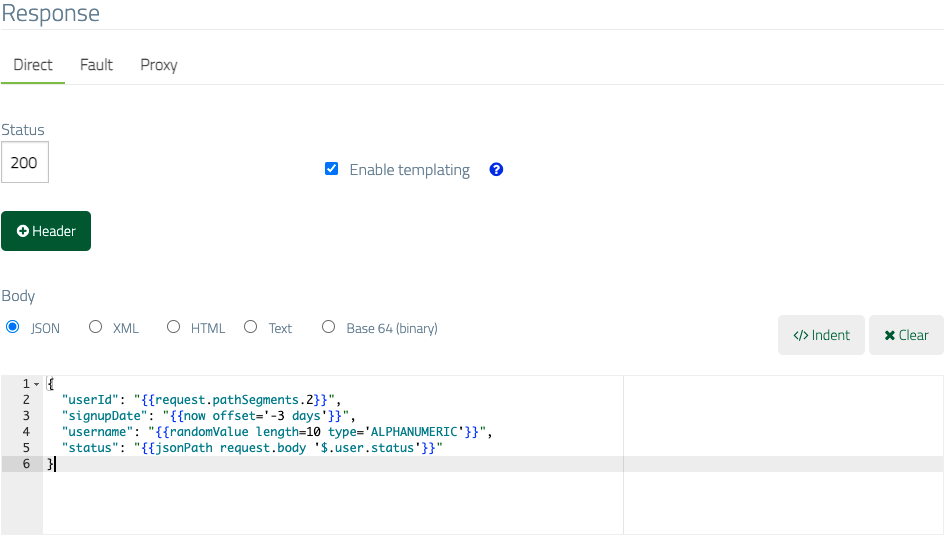 Response
Direct Fault Proxy
Status
200
Enable templating ?
Header
Body
JSON XML HTML Text Base 64 (binary)
</> Indent Clear
1 {
2 "userId": "{{request.pathSegments.2}}",
3 "signupDate": "{{now offset='-3 days'}}",
4 "username": "{{randomValue length=10 type='ALPHANUMERIC'}}",
5 "status": "{{jsonPath request.body '$.user.status'}}"
6 }